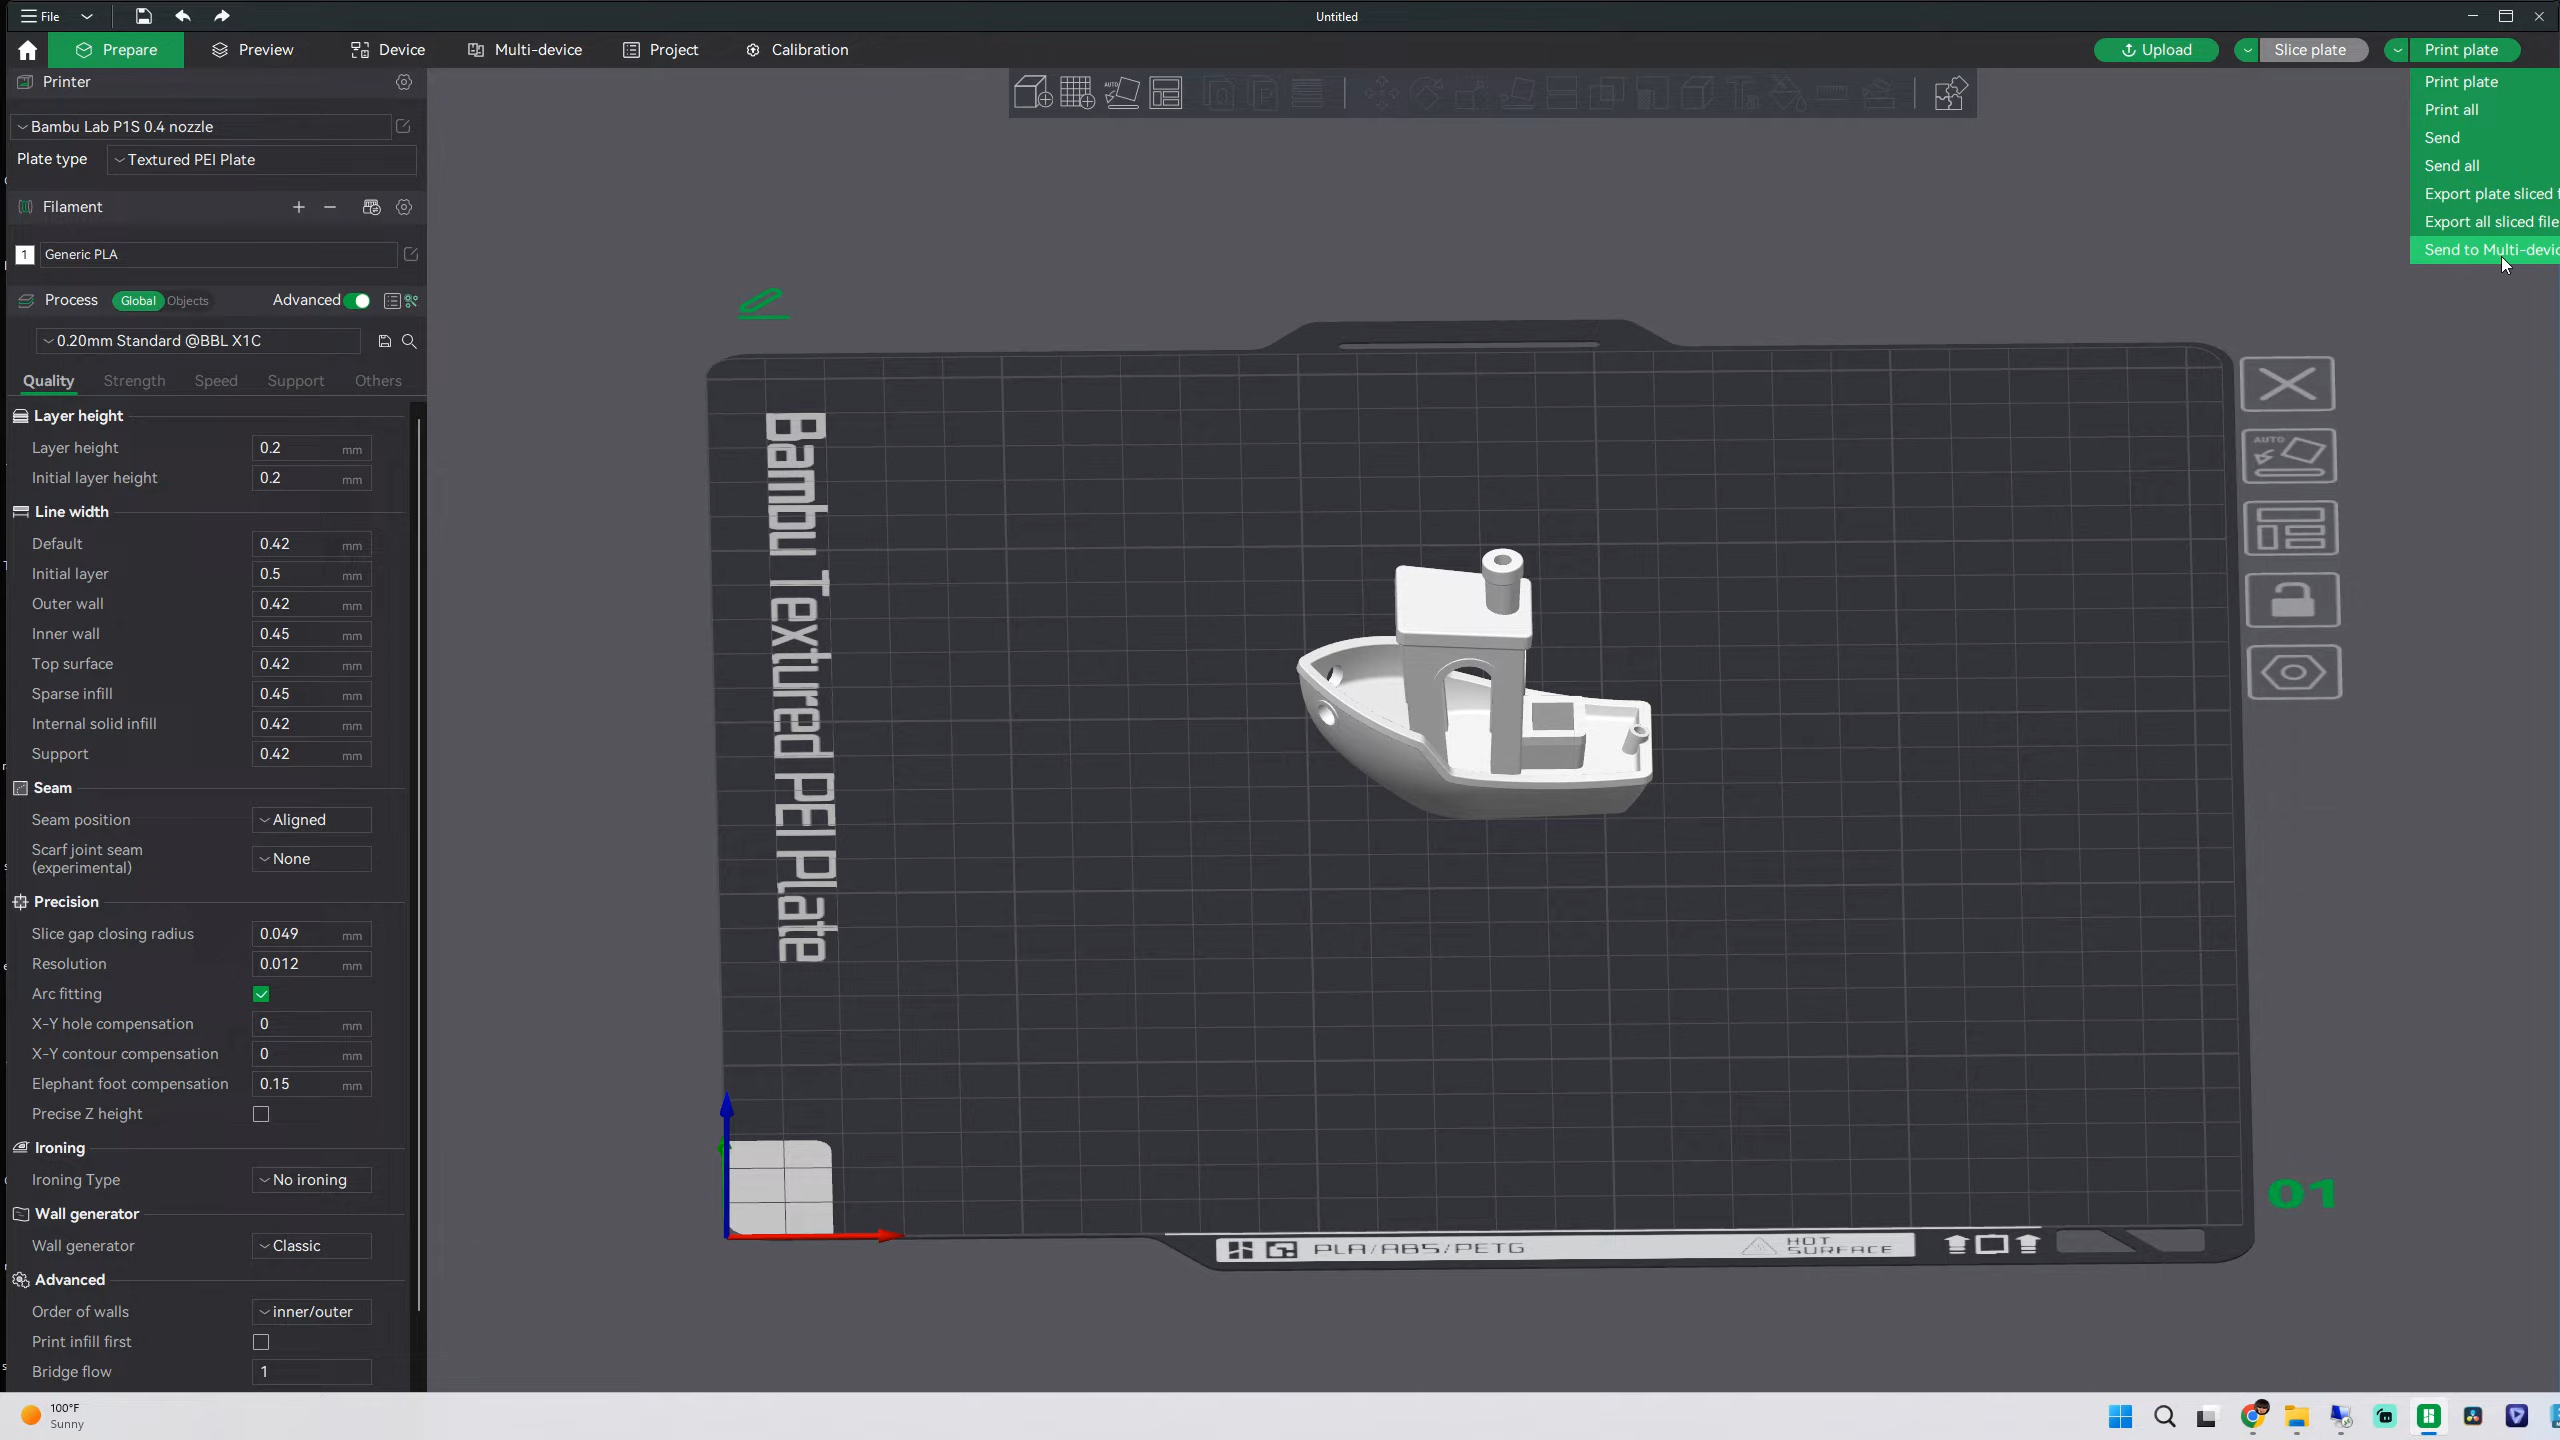 File
Untitled
Prepare
Preview
Device
Multi-device
Project
Calibration
Upload
Slice plate
Print plate
Printer
Bambu Lab P1S 0.4 nozzle
Plate type
Textured PEI Plate
Filament
1 Generic PLA
Process Global Objects Advanced
0.20mm Standard @BBL X1C
Quality Strength Speed Support Others
Layer height
Layer height 0.2 mm
Initial layer height 0.2 mm
Line width
Default 0.42 mm
Initial layer 0.5 mm
Outer wall 0.42 mm
Inner wall 0.45 mm
Top surface 0.42 mm
Sparse infill 0.45 mm
Internal solid infill 0.42 mm
Support 0.42 mm
Seam
Seam position Aligned
Scarf joint seam
(experimental) None
Precision
Slice gap closing radius 0.049 mm
Resolution 0.012 mm
Arc fitting
X-Y hole compensation 0 mm
X-Y contour compensation 0 mm
Elephant foot compensation 0.15 mm
Precise Z height
Ironing
Ironing Type No ironing
Wall generator
Wall generator Classic
Advanced
Order of walls inner/outer
Print infill first
Bridge flow 1
AUTO
Print plate
Print all
Send
Send all
Export plate sliced f
Export all sliced file
Send to Multi-devic
Bambu Textured PEI Plate
AUTO
01
PLA/ABS/PETG
HOT
SURFACE
100°F
Sunny